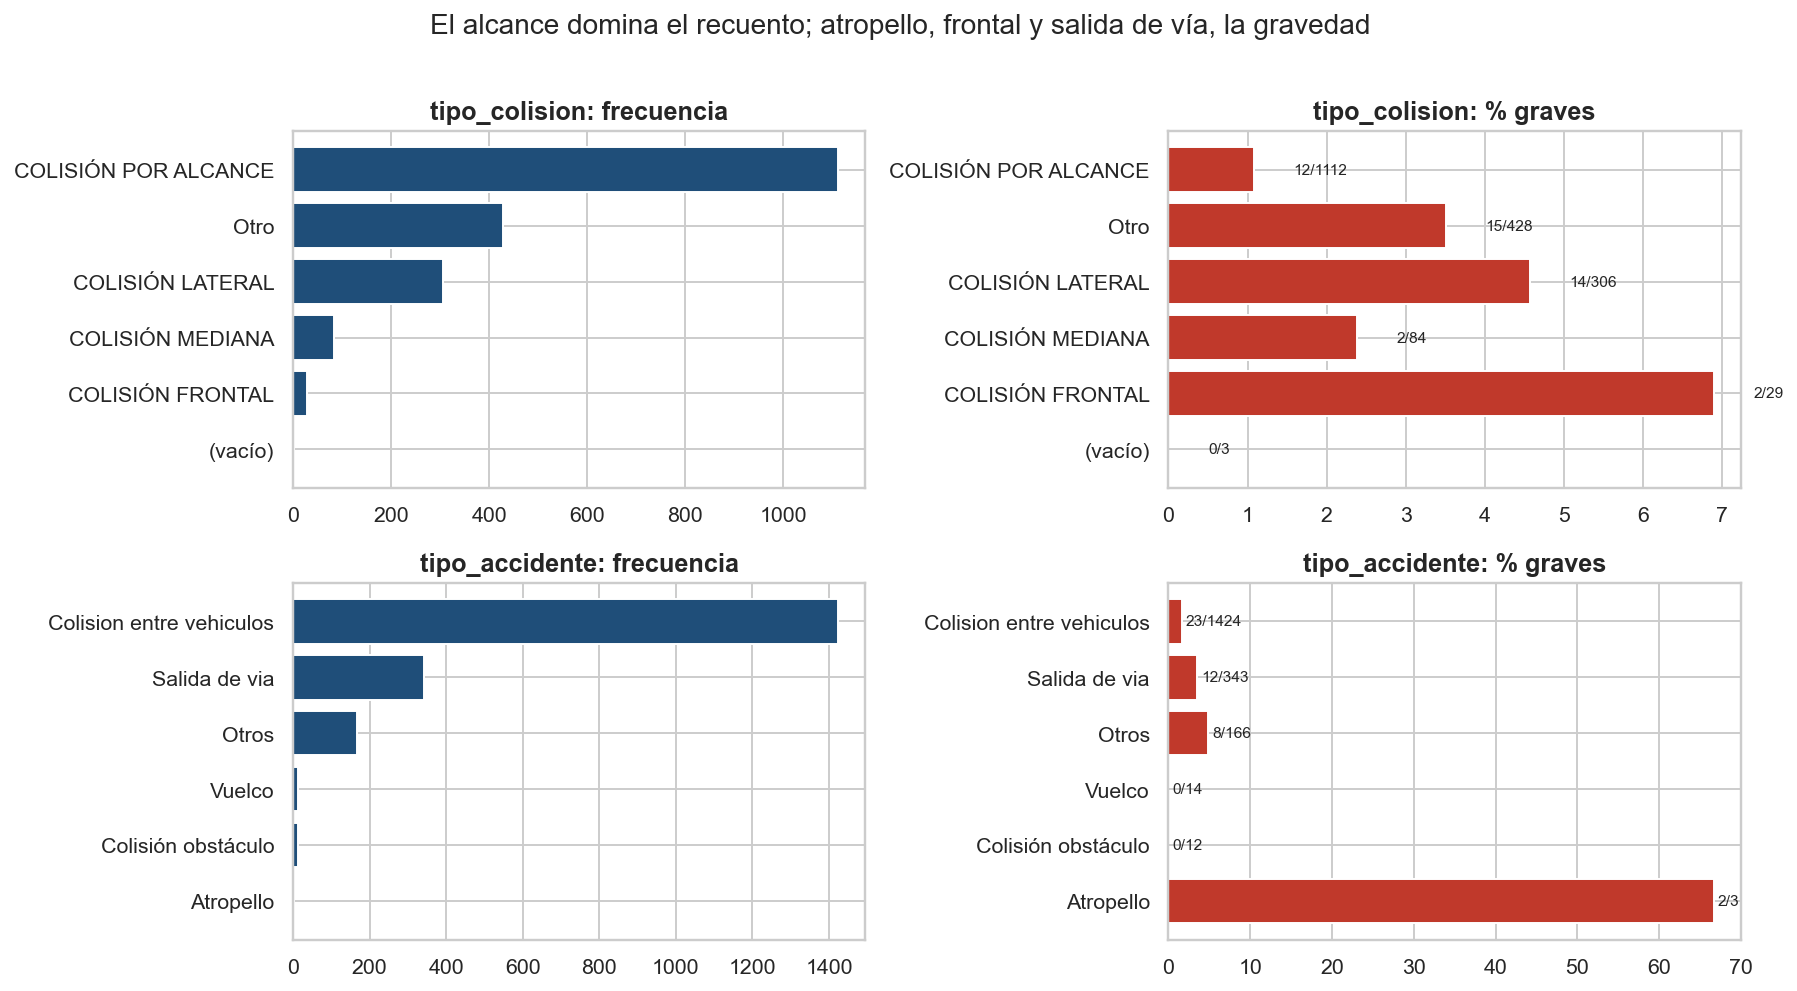 El alcance domina el recuento; atropello, frontal y salida de vía, la gravedad
tipo_colision: frecuencia
COLISIÓN POR ALCANCE
Otro
COLISIÓN LATERAL
COLISIÓN MEDIANA
COLISIÓN FRONTAL
(vacío)
0 200 400 600 800 1000
tipo_colision: % graves
COLISIÓN POR ALCANCE 12/1112
Otro 15/428
COLISIÓN LATERAL 14/306
COLISIÓN MEDIANA 2/84
COLISIÓN FRONTAL 2/29
(vacío) 0/3
0 1 2 3 4 5 6 7
tipo_accidente: frecuencia
Colision entre vehiculos
Salida de via
Otros
Vuelco
Colisión obstáculo
Atropello
0 200 400 600 800 1000 1200 1400
tipo_accidente: % graves
Colision entre vehiculos 23/1424
Salida de via 12/343
Otros 8/166
Vuelco 0/14
Colisión obstáculo 0/12
Atropello 2/3
0 10 20 30 40 50 60 70